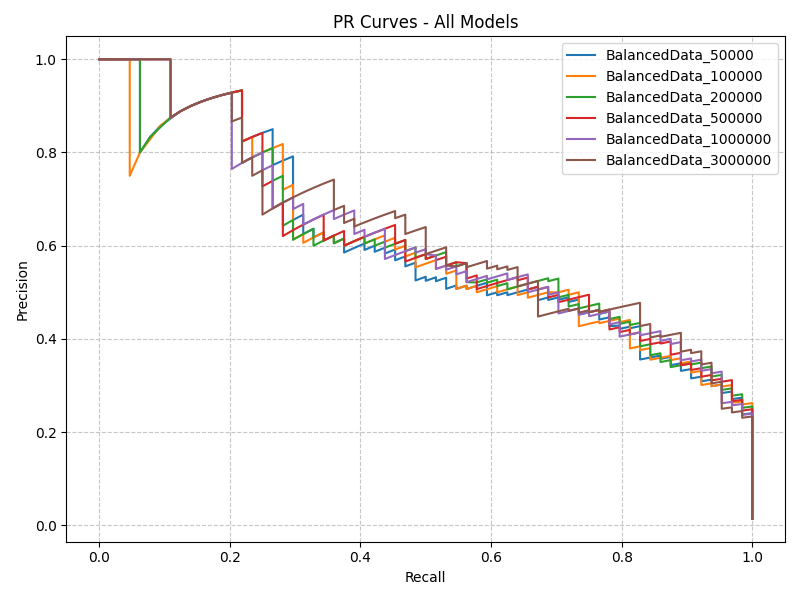 PR Curves - All Models
BalancedData_50000
BalancedData_100000
BalancedData_200000
BalancedData_500000
BalancedData_1000000
BalancedData_3000000
Precision
1.0
0.8
0.6
0.4
0.2
0.0
0.0 0.2 0.4 0.6 0.8 1.0
Recall